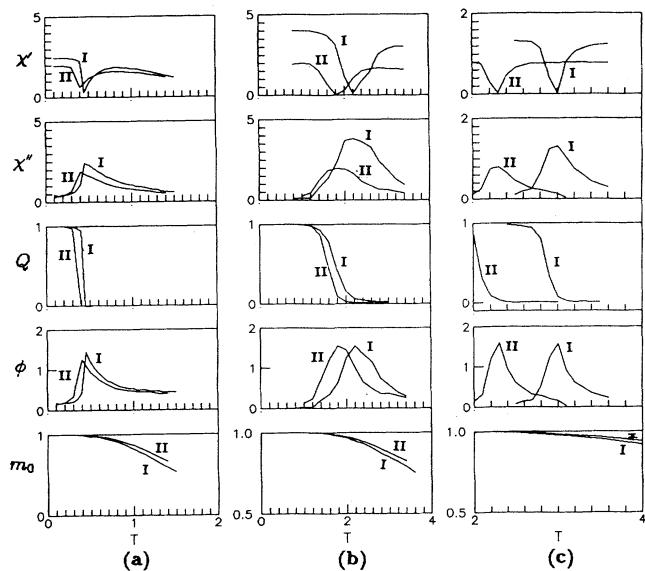 5 5 2
χ′ I II I II I II
0 0 0
5 5 2
χ″ II I I II II I
0 0 0
1 1 1
Q II I I II II I
0 0 0
2 2 2
1 1 1
ϕ II I II I II I
0 0 0
1 1.0 1.0
m₀ II I II I I
0 0.5 0.5
0 1 2 0 2 4 2 4
T T T
(a) (b) (c)